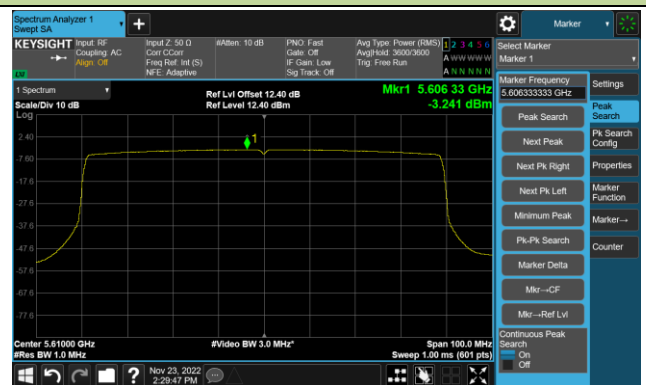 Spectrum Analyzer 1
Swept SA
Marker
KEYSIGHT
Input: RF
Coupling: AC
Align: Off
Input Z: 50 Ω
Corr CCorr
Freq Ref: Int (S)
NFE: Adaptive
#Atten: 10 dB
PNO: Fast
Gate: Off
IF Gain: Low
Sig Track: Off
Avg Type: Power (RMS)
Avg|Hold: 3600/3600
Trig: Free Run
1 2 3 4 5 6
A W W W W W
A N N N N N
Select Marker
Marker 1
1 Spectrum
Scale/Div 10 dB
Log
Ref Lvl Offset 12.40 dB
Ref Level 12.40 dBm
Mkr1 5.606 33 GHz
-3.241 dBm
1
2.40
-7.60
-17.6
-27.6
-37.6
-47.6
-57.6
-67.6
-77.6
Center 5.61000 GHz
#Res BW 1.0 MHz
#Video BW 3.0 MHz*
Span 100.0 MHz
Sweep 1.00 ms (601 pts)
Marker Frequency
5.606333333 GHz
Peak Search
Next Peak
Next Pk Right
Next Pk Left
Minimum Peak
Pk-Pk Search
Marker Delta
Mkr→CF
Mkr→Ref Lvl
Continuous Peak
Search
On
Off
Settings
Peak
Search
Pk Search
Config
Properties
Marker
Function
Marker→
Counter
Nov 23, 2022
2:29:47 PM